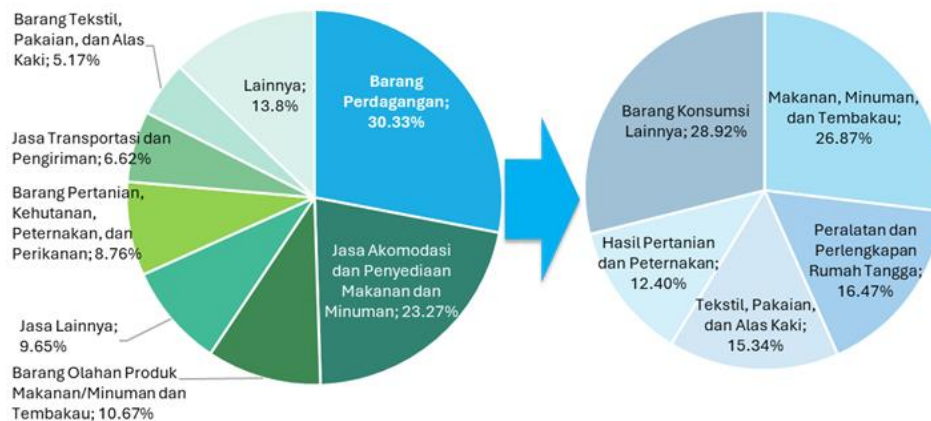 Barang Tekstil,
Pakaian, dan Alas
Kaki; 5.17%
Lainnya;
13.8%
Barang
Perdagangan;
30.33%
Jasa Transportasi dan
Pengiriman; 6.62%
Barang Pertanian,
Kehutanan,
Peternakan, dan
Perikanan; 8.76%
Jasa Akomodasi
dan Penyediaan
Makanan dan
Minuman; 23.27%
Jasa Lainnya;
9.65%
Barang Olahan Produk
Makanan/Minuman dan
Tembakau; 10.67%
Barang Konsumsi
Lainnya; 28.92%
Makanan, Minuman,
dan Tembakau;
26.87%
Hasil Pertanian
dan Peternakan;
12.40%
Peralatan dan
Perlengkapan
Rumah Tangga;
16.47%
Tekstil, Pakaian,
dan Alas Kaki;
15.34%